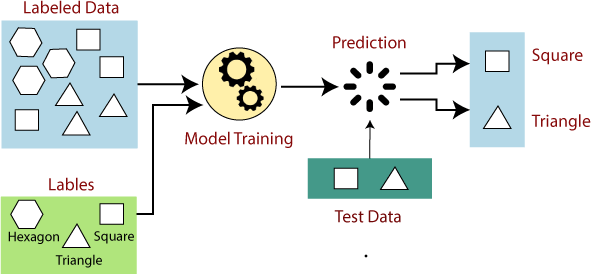 Labeled Data
Prediction
Square
Model Training
Triangle
Lables
Hexagon
Square
Triangle
Test Data
.